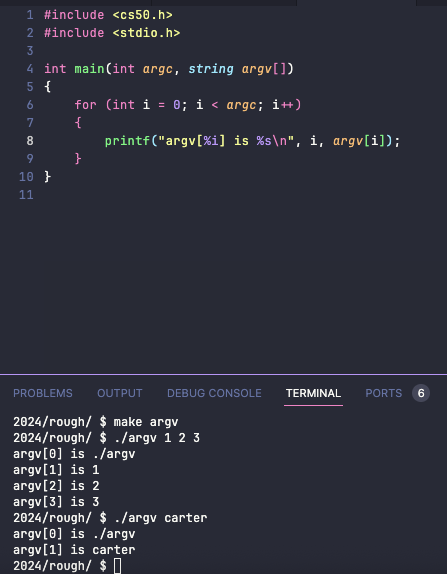 1 #include <cs50.h>
2 #include <stdio.h>
3
4 int main(int argc, string argv[])
5 {
6     for (int i = 0; i < argc; i++)
7     {
8         printf("argv[%i] is %s\n", i, argv[i]);
9     }
10 }
11
PROBLEMS OUTPUT DEBUG CONSOLE TERMINAL PORTS 6
2024/rough/ $ make argv
2024/rough/ $ ./argv 1 2 3
argv[0] is ./argv
argv[1] is 1
argv[2] is 2
argv[3] is 3
2024/rough/ $ ./argv carter
argv[0] is ./argv
argv[1] is carter
2024/rough/ $